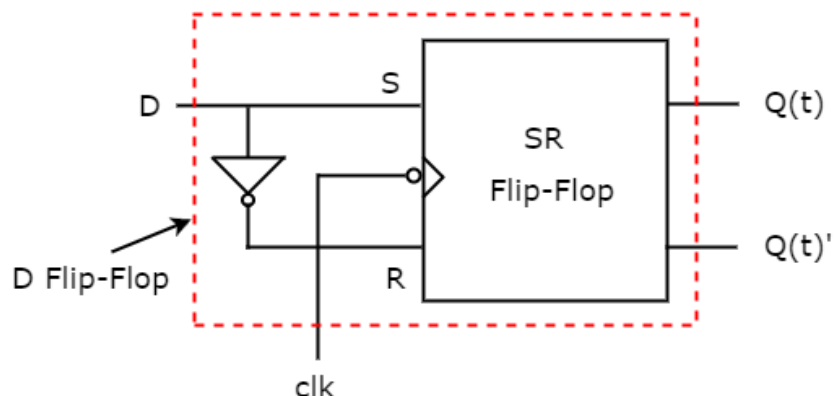 S
D
Q(t)
SR
Flip-Flop
D Flip-Flop
R
Q(t)'
clk